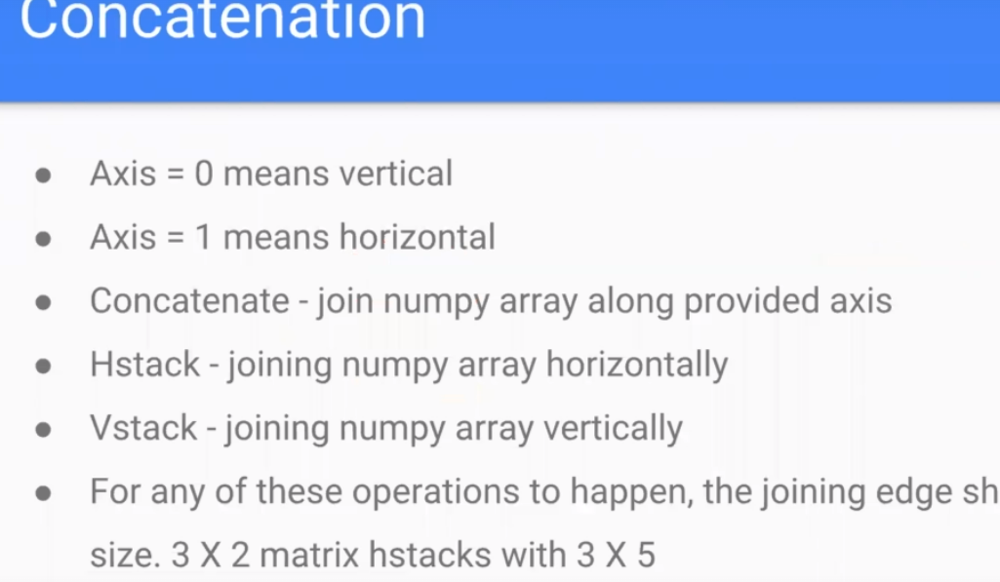 Concatenation
● Axis = 0 means vertical
● Axis = 1 means horizontal
● Concatenate - join numpy array along provided axis
● Hstack - joining numpy array horizontally
● Vstack - joining numpy array vertically
● For any of these operations to happen, the joining edge sh
size. 3 X 2 matrix hstacks with 3 X 5